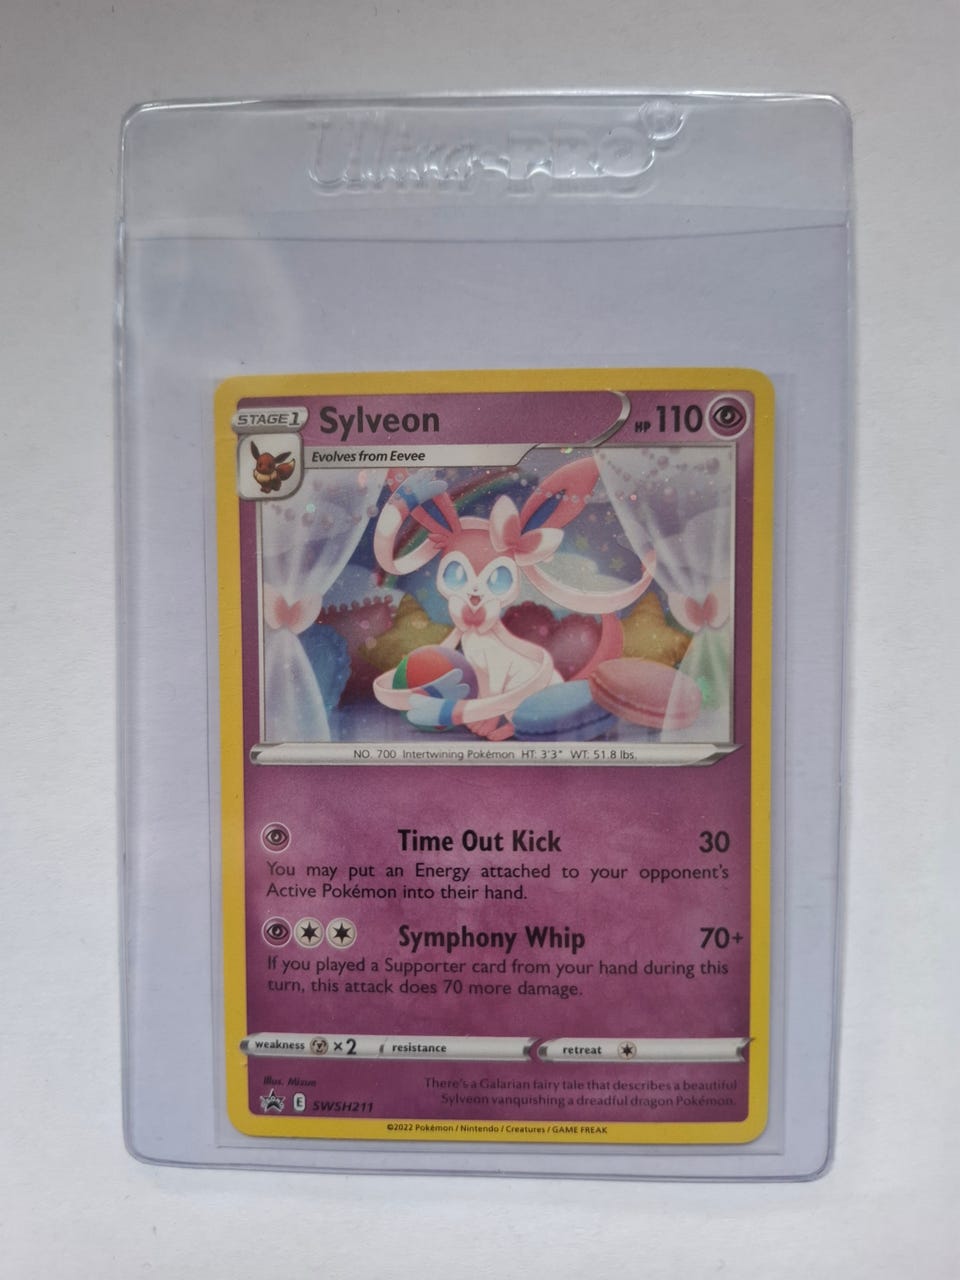 Ultra-PRO®
STAGE 1 Sylveon HP 110
Evolves from Eevee
NO. 700 Intertwining Pokémon HT: 3'3" WT: 51.8 lbs.
Time Out Kick 30
You may put an Energy attached to your opponent's
Active Pokémon into their hand.
Symphony Whip 70+
If you played a Supporter card from your hand during this
turn, this attack does 70 more damage.
weakness ×2 resistance retreat
Illus. Mizue
There's a Galarian fairy tale that describes a beautiful
Sylveon vanquishing a dreadful dragon Pokémon.
E SWSH211
©2022 Pokémon / Nintendo / Creatures / GAME FREAK